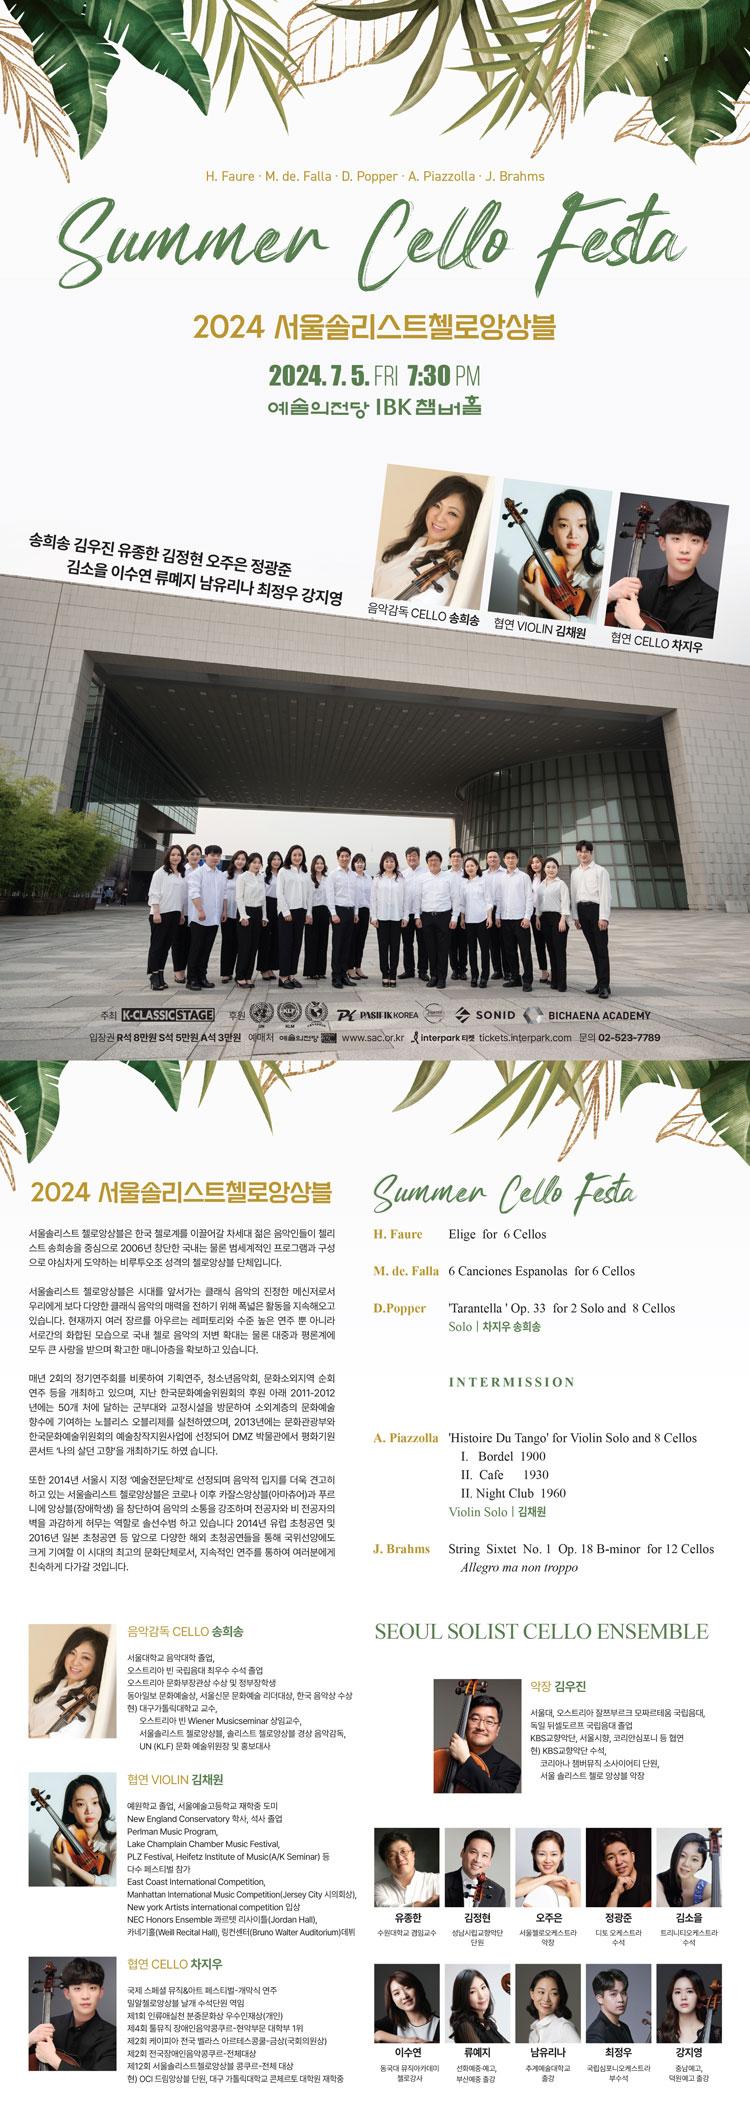 H. Faure · M. de. Falla · D. Popper · A. Piazzolla · J. Brahms
Summer Cello Festa
2024 서울솔리스트첼로앙상블
2024. 7. 5. FRI 7:30 PM
예술의전당 IBK 챔버홀
송희송 김우진 유종한 김정현 오주은 정광준
김소을 이수연 류예지 남유리나 최정우 강지영
음악감독 CELLO 송희송
협연 VIOLIN 김채원
협연 CELLO 차지우
주최 K-CLASSIC STAGE 후원 UN KLF KLM PASIFIK KOREA SONID BICHAENA ACADEMY
입장권 R석 8만원 S석 5만원 A석 3만원 예매처 예술의전당 www.sac.or.kr interpark 티켓 tickets.interpark.com 문의 02-523-7789
2024 서울솔리스트첼로앙상블
서울솔리스트 첼로앙상블은 한국 첼로계를 이끌어갈 차세대 젊은 음악인들이 첼리
스트 송희송을 중심으로 2006년 창단한 국내는 물론 범세계적인 프로그램과 구성
으로 야심차게 도약하는 비루투오조 성격의 첼로앙상블 단체입니다.
서울솔리스트 첼로앙상블은 시대를 앞서가는 클래식 음악의 진정한 메신저로서
우리에게 보다 다양한 클래식 음악의 매력을 전하기 위해 폭넓은 활동을 지속해오고
있습니다. 현재까지 여러 장르를 아우르는 레퍼토리와 수준 높은 연주 뿐 아니라
서로간의 화합된 모습으로 국내 첼로 음악의 저변 확대는 물론 대중과 평론계에
모두 큰 사랑을 받으며 확고한 매니아층을 확보하고 있습니다.
매년 2회의 정기연주회를 비롯하여 기획연주, 청소년음악회, 문화소외지역 순회
연주 등을 개최하고 있으며, 지난 한국문화예술위원회의 후원 아래 2011-2012
년에는 50개 처에 달하는 군부대와 교정시설을 방문하여 소외계층의 문화예술
향수에 기여하는 노블리스 오블리제를 실천하였으며, 2013년에는 문화관광부와
한국문화예술위원회의 예술창작지원사업에 선정되어 DMZ 박물관에서 평화기원
콘서트 '나의 살던 고향'을 개최하기도 하였 습니다.
또한 2014년 서울시 지정 '예술전문단체'로 선정되며 음악적 입지를 더욱 견고히
하고 있는 서울솔리스트 첼로앙상블은 코로나 이후 카잘스앙상블(아마츄어)과 푸르
니에 앙상블(장애학생) 을 창단하여 음악의 소통을 강조하며 전공자와 비 전공자의
벽을 과감하게 허무는 역할로 솔선수범 하고 있습니다 2014년 유럽 초청공연 및
2016년 일본 초청공연 등 앞으로 다양한 해외 초청공연들을 통해 국위선양에도
크게 기여할 이 시대의 최고의 문화단체로서, 지속적인 연주를 통하여 여러분에게
친숙하게 다가갈 것입니다.
Summer Cello Festa
H. Faure Elige for 6 Cellos
M. de. Falla 6 Canciones Espanolas for 6 Cellos
D.Popper 'Tarantella ' Op. 33 for 2 Solo and 8 Cellos
Solo | 차지우 송희송
INTERMISSION
A. Piazzolla 'Histoire Du Tango' for Violin Solo and 8 Cellos
I. Bordel 1900
II. Cafe 1930
II. Night Club 1960
Violin Solo | 김채원
J. Brahms String Sixtet No. 1 Op. 18 B-minor for 12 Cellos
Allegro ma non troppo
음악감독 CELLO 송희송
서울대학교 음악대학 졸업,
오스트리아 빈 국립음대 최우수 수석 졸업
오스트리아 문화부장관상 수상 및 정부장학생
동아일보 문화예술상, 서울신문 문화예술 리더대상, 한국 음악상 수상
현) 대구가톨릭대학교 교수,
오스트리아 빈 Wiener Musicseminar 상임교수,
서울솔리스트 첼로앙상블, 솔리스트 첼로앙상블 경상 음악감독,
UN (KLF) 문화 예술위원장 및 홍보대사
협연 VIOLIN 김채원
예원학교 졸업, 서울예술고등학교 재학중 도미
New England Conservatory 학사, 석사 졸업
Perlman Music Program,
Lake Champlain Chamber Music Festival,
PLZ Festival, Heifetz Institute of Music(A/K Seminar) 등
다수 페스티벌 참가
East Coast International Competition,
Manhattan International Music Competition(Jersey City 시의회상),
New york Artists international competition 입상
NEC Honors Ensemble 콰르텟 리사이틀(Jordan Hall),
카네기홀(Weill Recital Hall), 링컨센터(Bruno Walter Auditorium)데뷔
협연 CELLO 차지우
국제 스페셜 뮤직&아트 페스티벌-개막식 연주
밀알첼로앙상블 날개 수석단원 역임
제1회 인류애실천 분중문화상 우수인재상(개인)
제4회 툴뮤직 장애인음악콩쿠르-현악부문 대학부 1위
제2회 케이피아 전국 벨라스 아르테스콩쿨-금상(국회의원상)
제2회 전국장애인음악콩쿠르-전체대상
제12회 서울솔리스트첼로앙상블 콩쿠르-전체 대상
현) OCI 드림앙상블 단원, 대구 가톨릭대학교 콘체르토 대학원 재학중
SEOUL SOLIST CELLO ENSEMBLE
악장 김우진
서울대, 오스트리아 잘쯔부르크 모짜르테움 국립음대,
독일 뒤셀도르프 국립음대 졸업
KBS교향악단, 서울시향, 코리안심포니 등 협연
현) KBS교향악단 수석,
코리아나 챔버뮤직 소사이어티 단원,
서울 솔리스트 첼로 앙상블 악장
유종한 김정현 오주은 정광준 김소을
수원대학교 겸임교수 성남시립교향악단 단원 서울첼로오케스트라 악장 디토 오케스트라 수석 트리니티오케스트라 수석
이수연 류예지 남유리나 최정우 강지영
동국대 뮤직아카데미 첼로강사 선화예중·예고, 부산예중 출강 추계예술대학교 출강 국립심포니오케스트라 부수석 충남예고, 덕원예고 출강